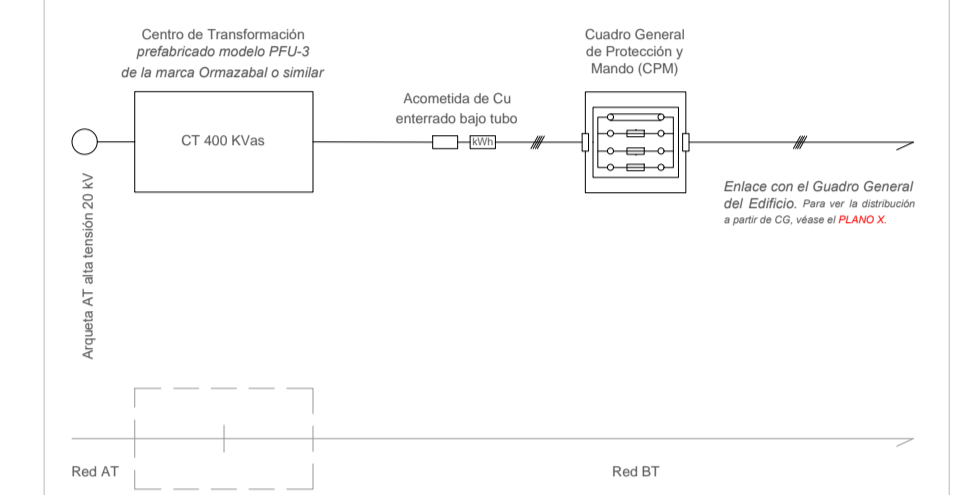 Centro de Transformación
prefabricado modelo PFU-3
de la marca Ormazabal o similar
CT 400 KVas
Arqueta AT alta tensión 20 kV
Acometida de Cu
enterrado bajo tubo
kWh
Cuadro General
de Protección y
Mando (CPM)
Enlace con el Guadro General
del Edificio. Para ver la distribución
a partir de CG, véase el PLANO X.
Red AT
Red BT